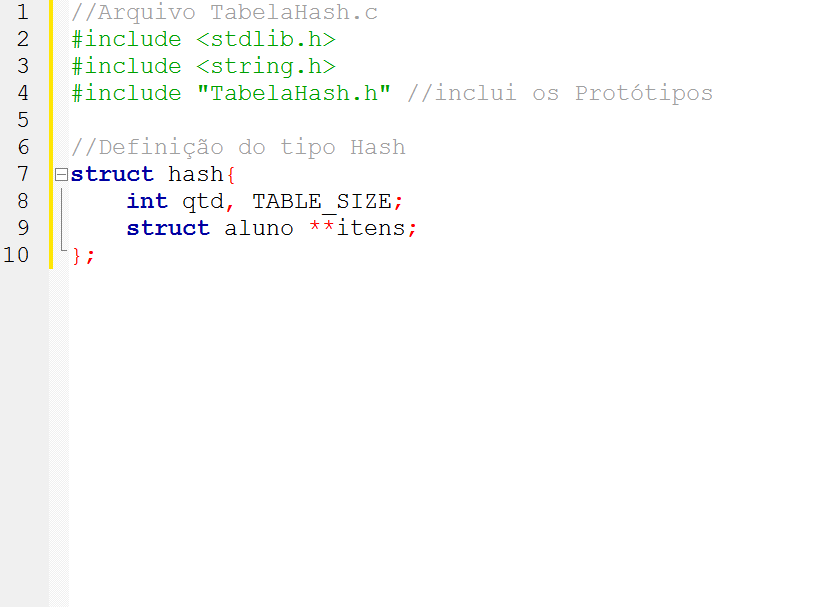 1 //Arquivo TabelaHash.c
2 #include <stdlib.h>
3 #include <string.h>
4 #include "TabelaHash.h" //inclui os Protótipos
5
6 //Definição do tipo Hash
7 struct hash{
8 int qtd, TABLE_SIZE;
9 struct aluno **itens;
10 };